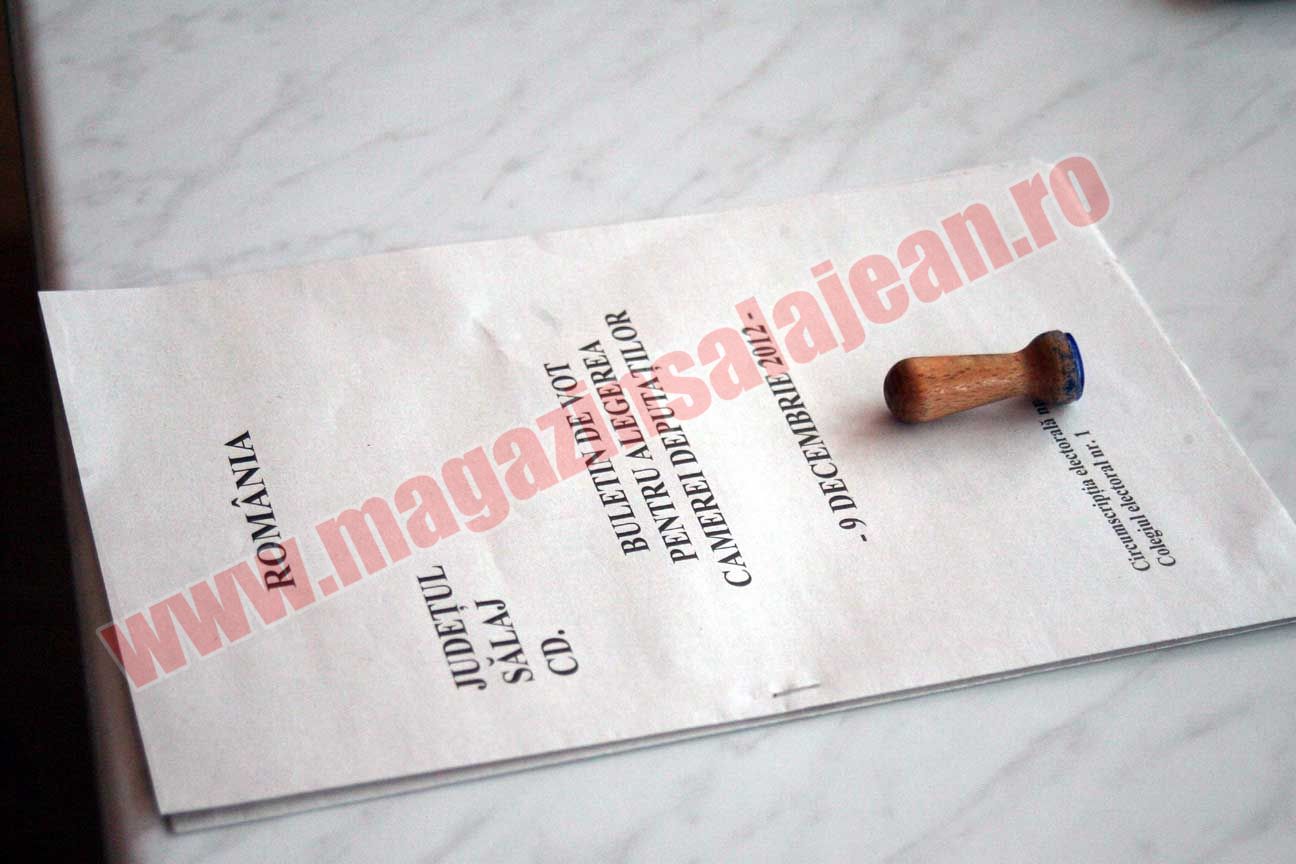 ROMÂNIA
JUDEȚUL
SĂLAJ
CD.
BULETIN DE VOT
PENTRU ALEGEREA
CAMEREI DEPUTAȚILOR
- 9 DECEMBRIE 2012 -
Circumscripția electorală
Colegiul electoral nr. 1
www.magazinsalajean.ro